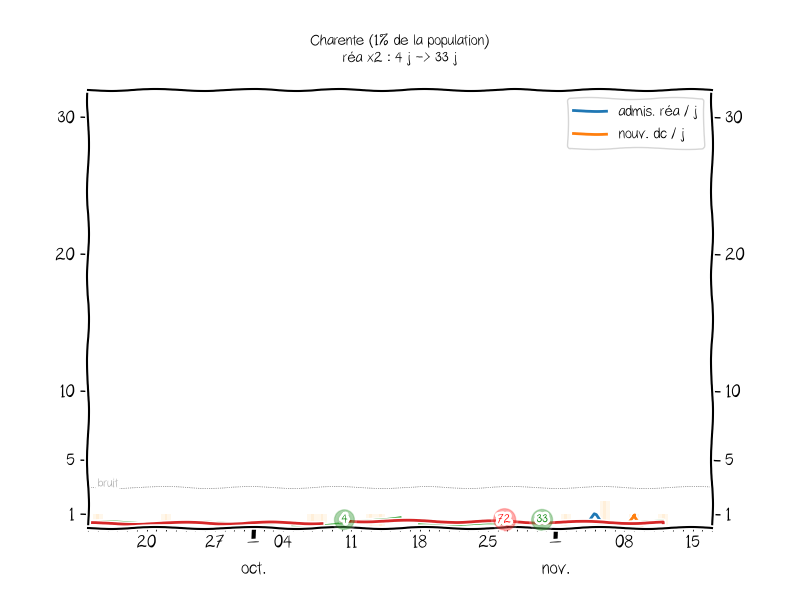 Charente (1% de la population)
réa x2 : 4 j -> 33 j
admis. réa / j
nouv. dc / j
30
30
20
20
10
10
5
5
bruit
1
1
4
72
33
20 27 04 11 18 25 08 15
oct. nov.